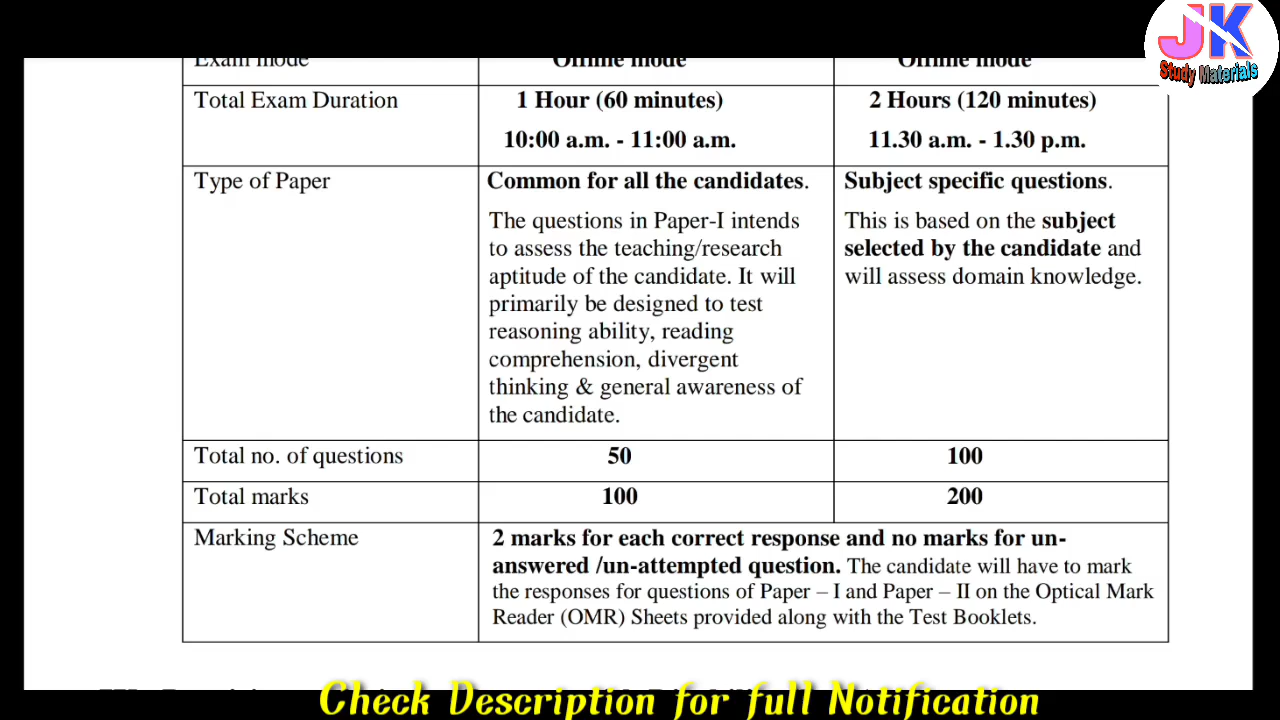 JK
Study Materials
Exam mode Offline mode Offline mode
Total Exam Duration 1 Hour (60 minutes) 2 Hours (120 minutes)
10:00 a.m. - 11:00 a.m. 11.30 a.m. - 1.30 p.m.
Type of Paper Common for all the candidates. Subject specific questions.
The questions in Paper-I intends
to assess the teaching/research
aptitude of the candidate. It will
primarily be designed to test
reasoning ability, reading
comprehension, divergent
thinking & general awareness of
the candidate.
This is based on the subject
selected by the candidate and
will assess domain knowledge.
Total no. of questions 50 100
Total marks 100 200
Marking Scheme 2 marks for each correct response and no marks for un-
answered /un-attempted question. The candidate will have to mark
the responses for questions of Paper – I and Paper – II on the Optical Mark
Reader (OMR) Sheets provided along with the Test Booklets.
Check Description for full Notification